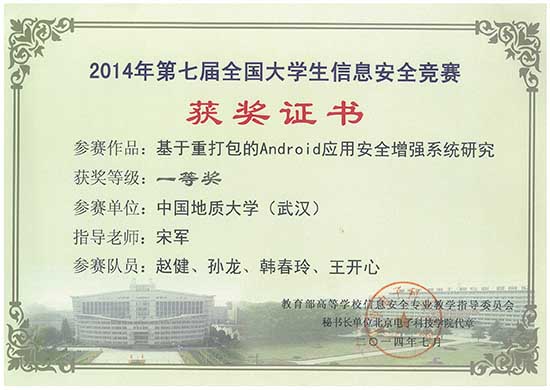 2014年第七届全国大学生信息安全竞赛
获奖证书
参赛作品：基于重打包的Android应用安全增强系统研究
获奖等级：一等奖
参赛单位：中国地质大学（武汉）
指导老师：宋军
参赛队员：赵健、孙龙、韩春玲、王开心
教育部高等学校信息安全专业教学指导委员会
秘书长单位北京电子科技学院代章
二〇一四年七月